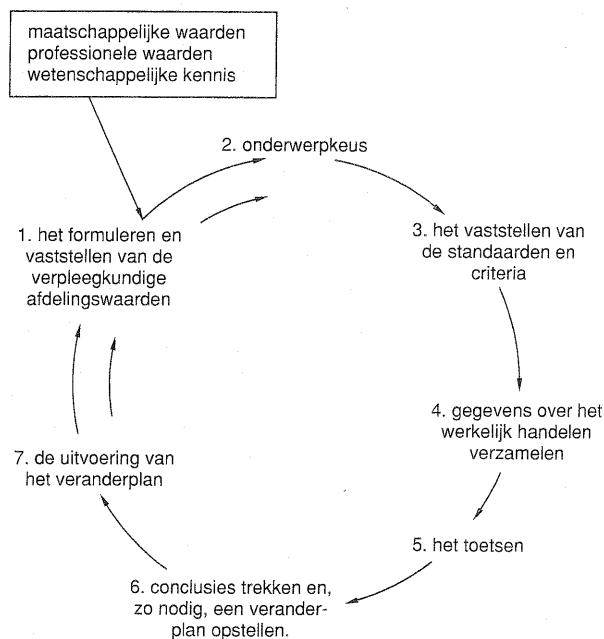 maatschappelijke waarden
professionele waarden
wetenschappelijke kennis
2. onderwerpkeus
1. het formuleren en
vaststellen van de
verpleegkundige
afdelingswaarden
3. het vaststellen van
de standaarden en
criteria
4. gegevens over het
werkelijk handelen
verzamelen
5. het toetsen
6. conclusies trekken en,
zo nodig, een verander-
plan opstellen.
7. de uitvoering van
het veranderplan